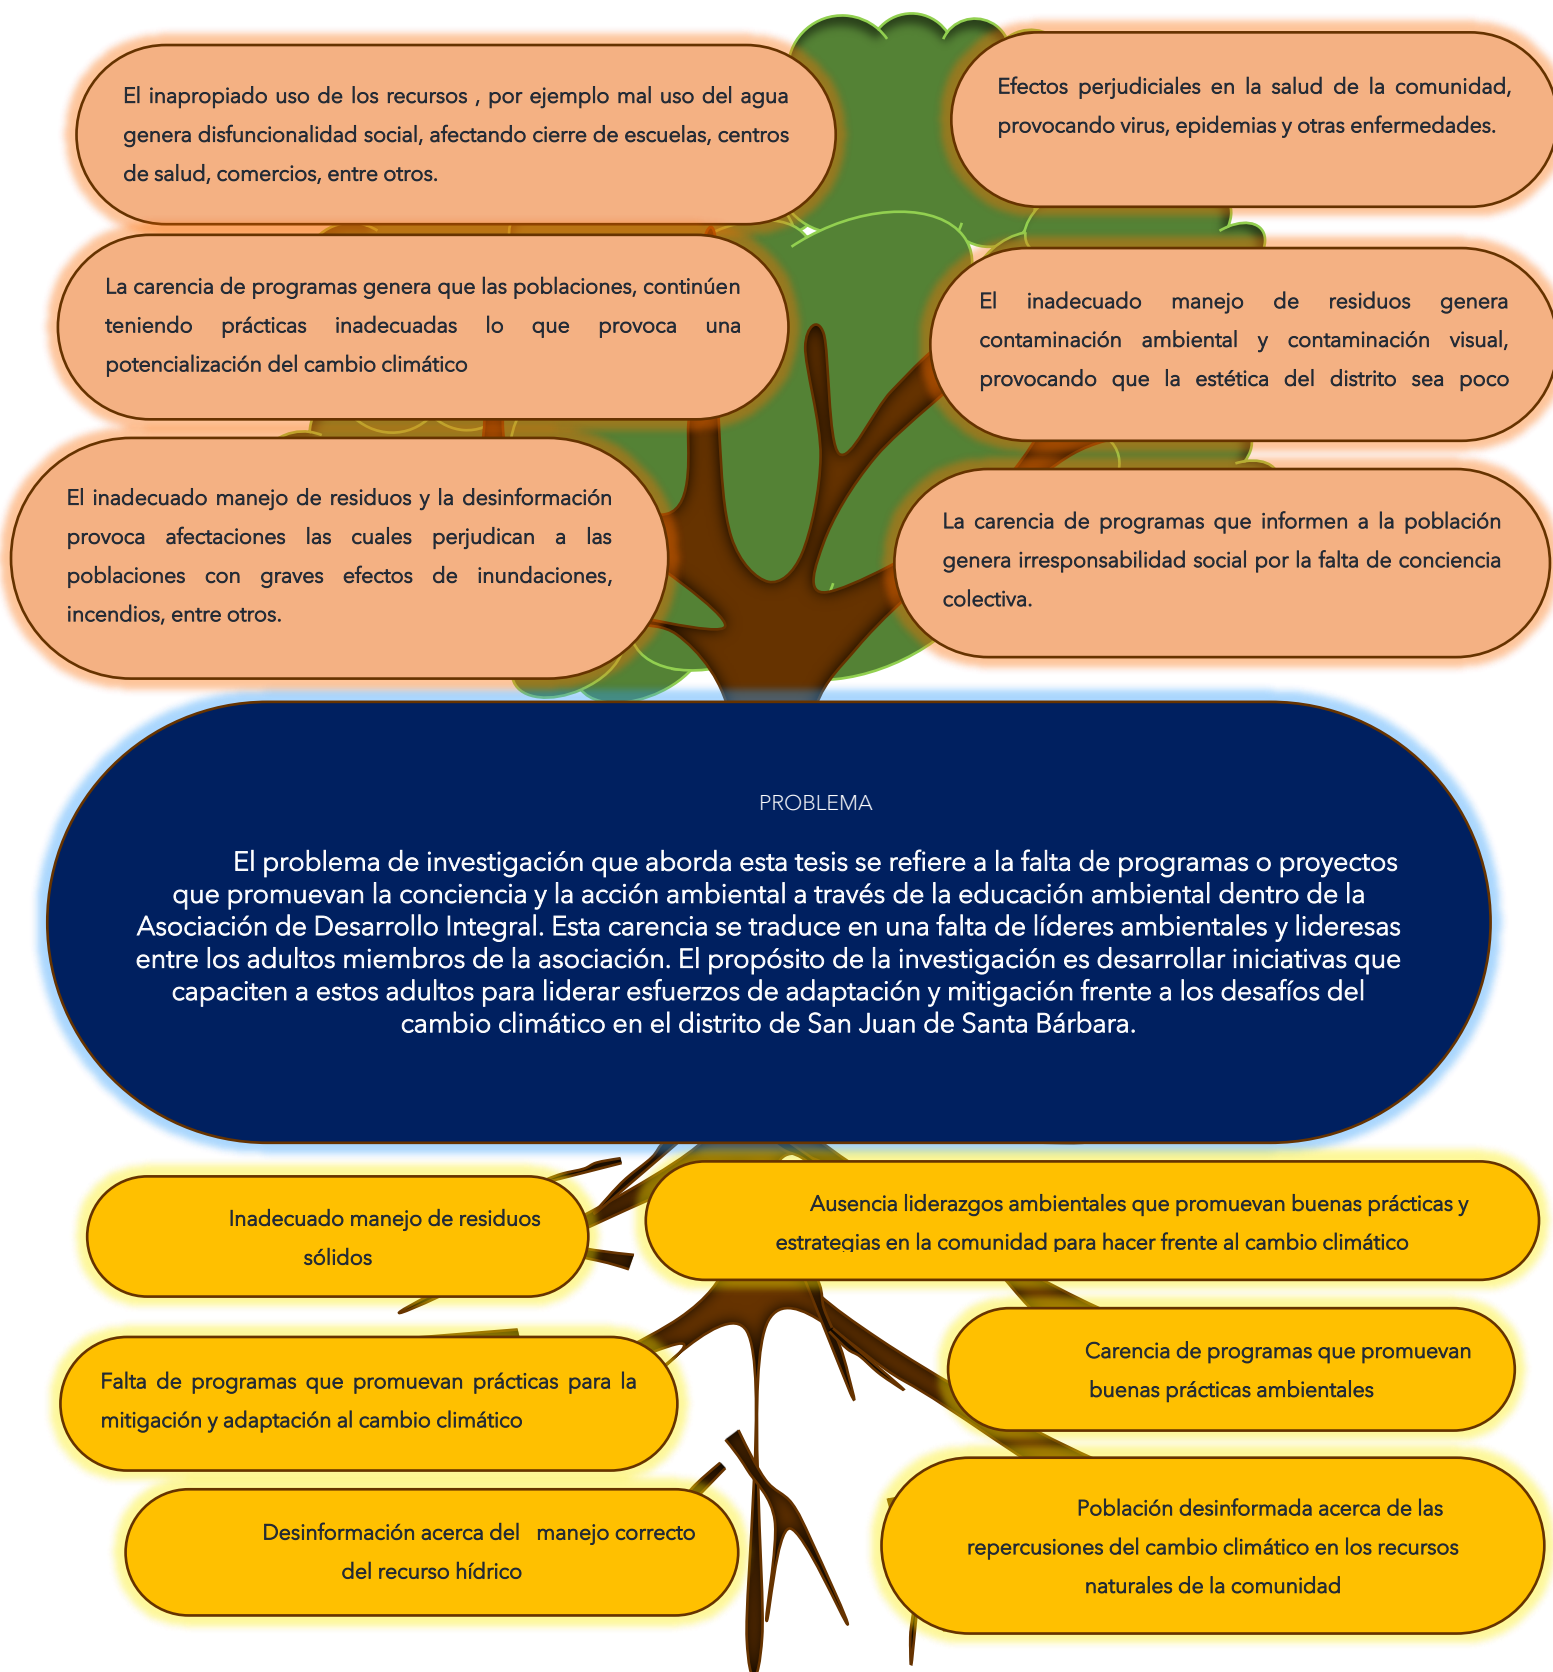 El inapropiado uso de los recursos , por ejemplo mal uso del agua
genera disfuncionalidad social, afectando cierre de escuelas, centros
de salud, comercios, entre otros.
Efectos perjudiciales en la salud de la comunidad,
provocando virus, epidemias y otras enfermedades.
La carencia de programas genera que las poblaciones, continúen
teniendo prácticas inadecuadas lo que provoca una
potencialización del cambio climático
El inadecuado manejo de residuos genera
contaminación ambiental y contaminación visual,
provocando que la estética del distrito sea poco
El inadecuado manejo de residuos y la desinformación
provoca afectaciones las cuales perjudican a las
poblaciones con graves efectos de inundaciones,
incendios, entre otros.
La carencia de programas que informen a la población
genera irresponsabilidad social por la falta de conciencia
colectiva.
PROBLEMA
El problema de investigación que aborda esta tesis se refiere a la falta de programas o proyectos
que promuevan la conciencia y la acción ambiental a través de la educación ambiental dentro de la
Asociación de Desarrollo Integral. Esta carencia se traduce en una falta de líderes ambientales y lideresas
entre los adultos miembros de la asociación. El propósito de la investigación es desarrollar iniciativas que
capaciten a estos adultos para liderar esfuerzos de adaptación y mitigación frente a los desafíos del
cambio climático en el distrito de San Juan de Santa Bárbara.
Inadecuado manejo de residuos
sólidos
Ausencia liderazgos ambientales que promuevan buenas prácticas y
estrategias en la comunidad para hacer frente al cambio climático
Falta de programas que promuevan prácticas para la
mitigación y adaptación al cambio climático
Carencia de programas que promuevan
buenas prácticas ambientales
Desinformación acerca del manejo correcto
del recurso hídrico
Población desinformada acerca de las
repercusiones del cambio climático en los recursos
naturales de la comunidad